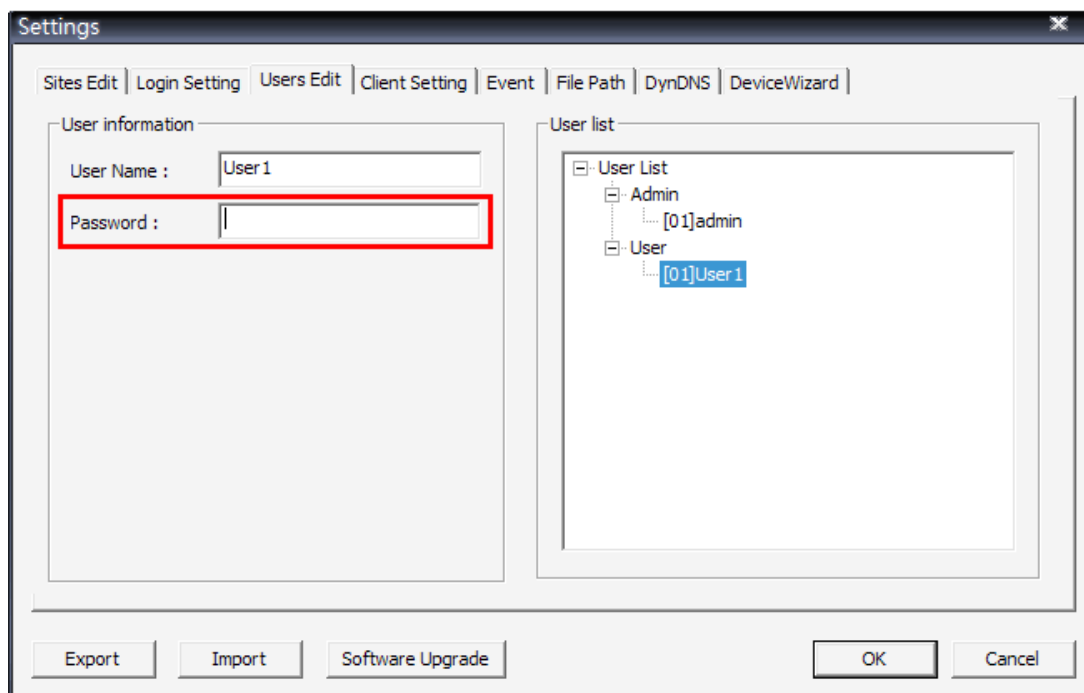 Settings
Sites Edit Login Setting Users Edit Client Setting Event File Path DynDNS DeviceWizard
User information
User Name : User1
Password :
User list
User List
Admin
[01]admin
User
[01]User1
Export Import Software Upgrade OK Cancel